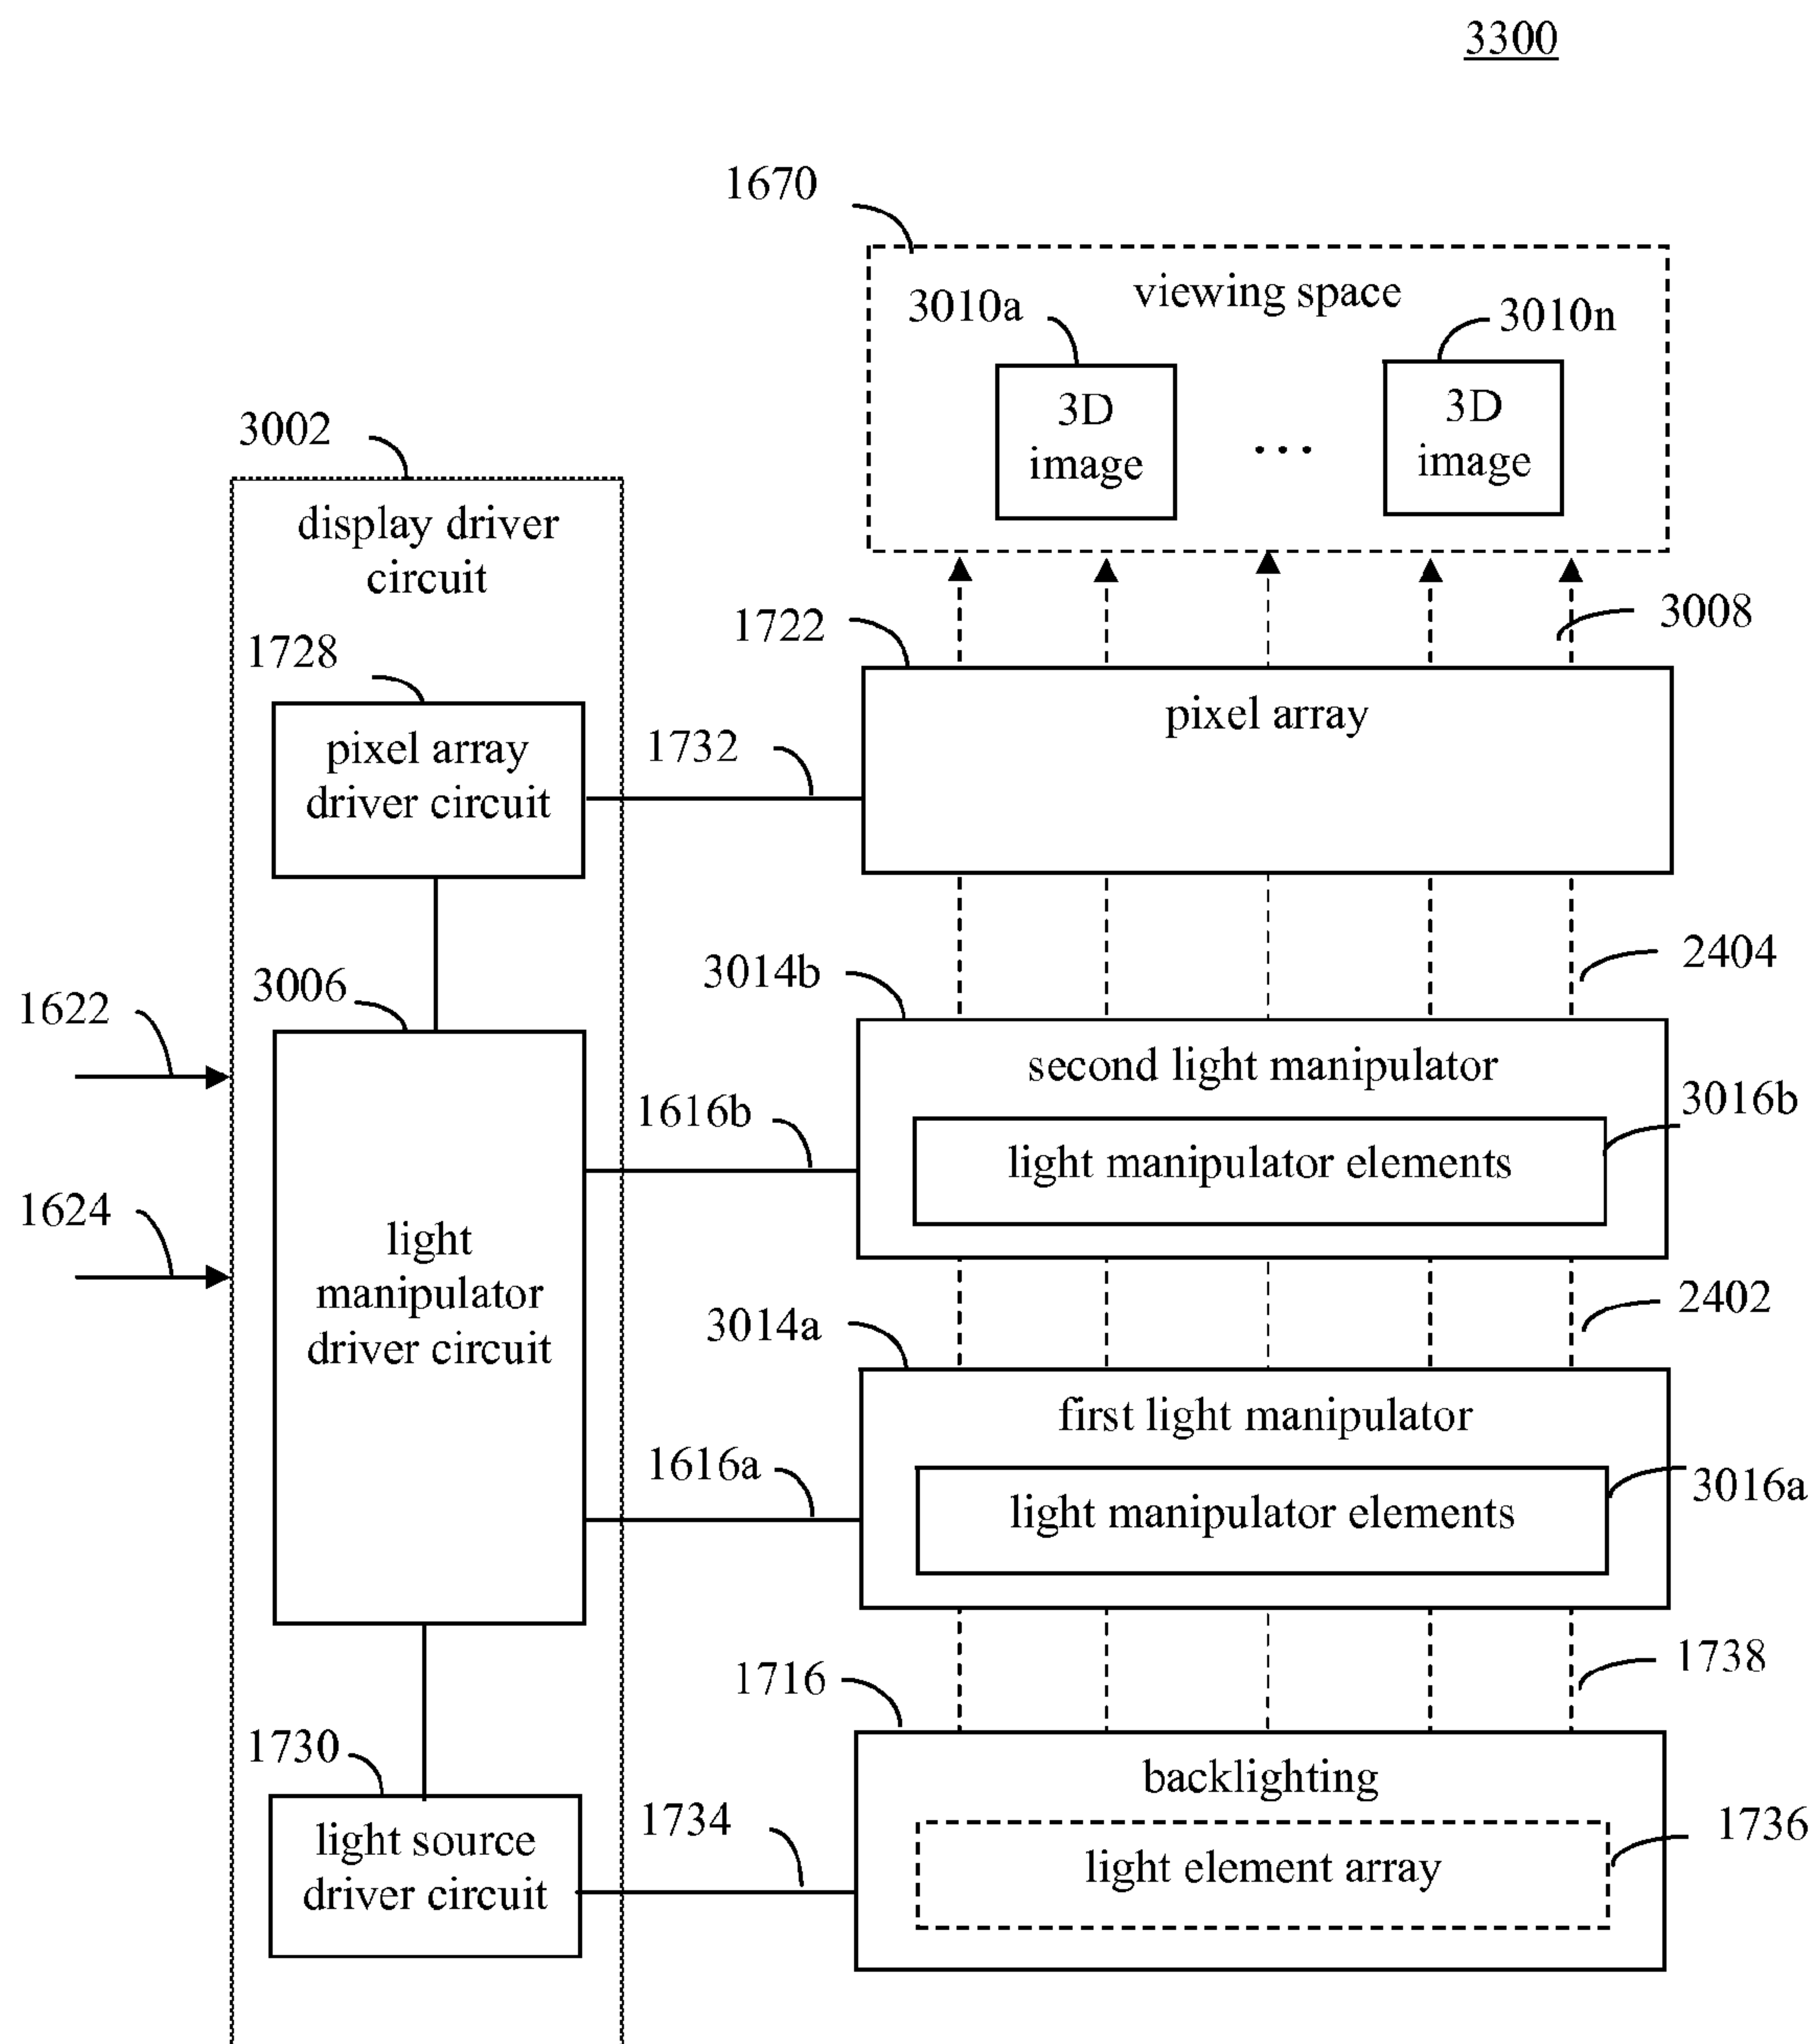 3300
1670
viewing space
3010a
3010n
3D
image
...
3D
image
3002
display driver
circuit
1722
3008
1728
pixel array
driver circuit
1732
pixel array
3014b
2404
3006
1622
second light manipulator
3016b
1616b
light manipulator elements
1624
light
manipulator
driver circuit
2402
3014a
first light manipulator
1616a
3016a
light manipulator elements
1716
1738
1730
backlighting
light source
driver circuit
1734
1736
light element array